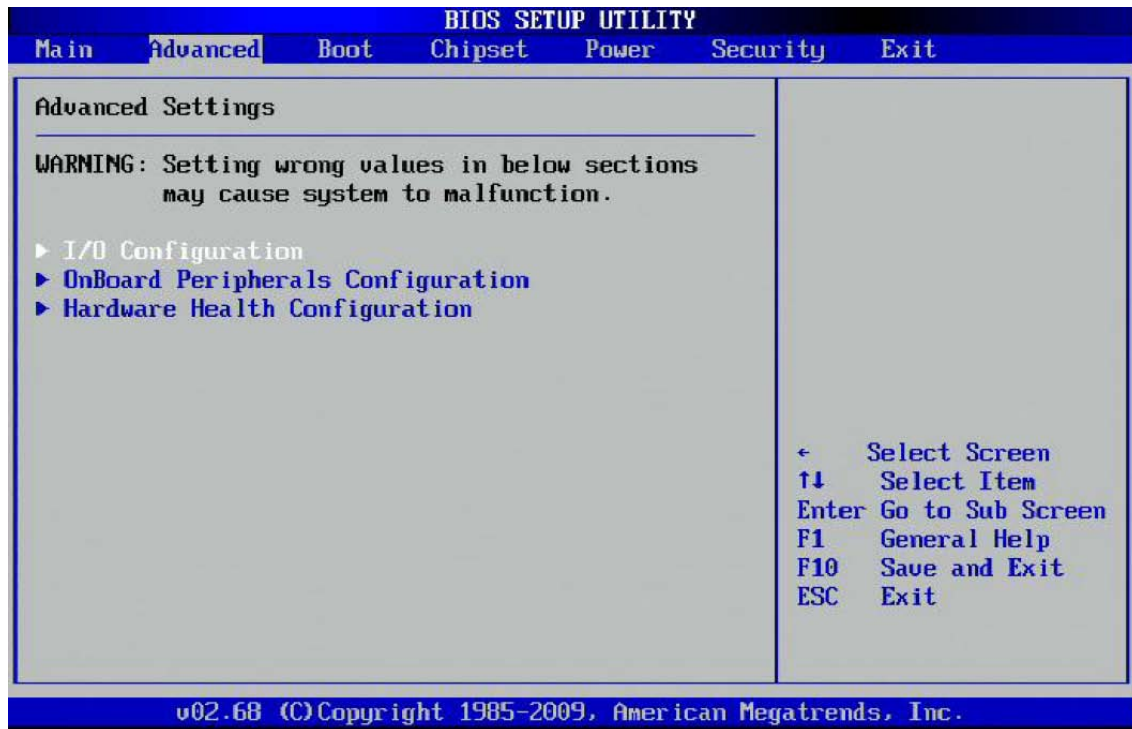 BIOS SETUP UTILITY
Main Advanced Boot Chipset Power Security Exit
Advanced Settings
WARNING: Setting wrong values in below sections
may cause system to malfunction.
▶ I/O Configuration
▶ OnBoard Peripherals Configuration
▶ Hardware Health Configuration
← Select Screen
↑↓ Select Item
Enter Go to Sub Screen
F1 General Help
F10 Save and Exit
ESC Exit
v02.68 (C)Copyright 1985-2009, American Megatrends, Inc.